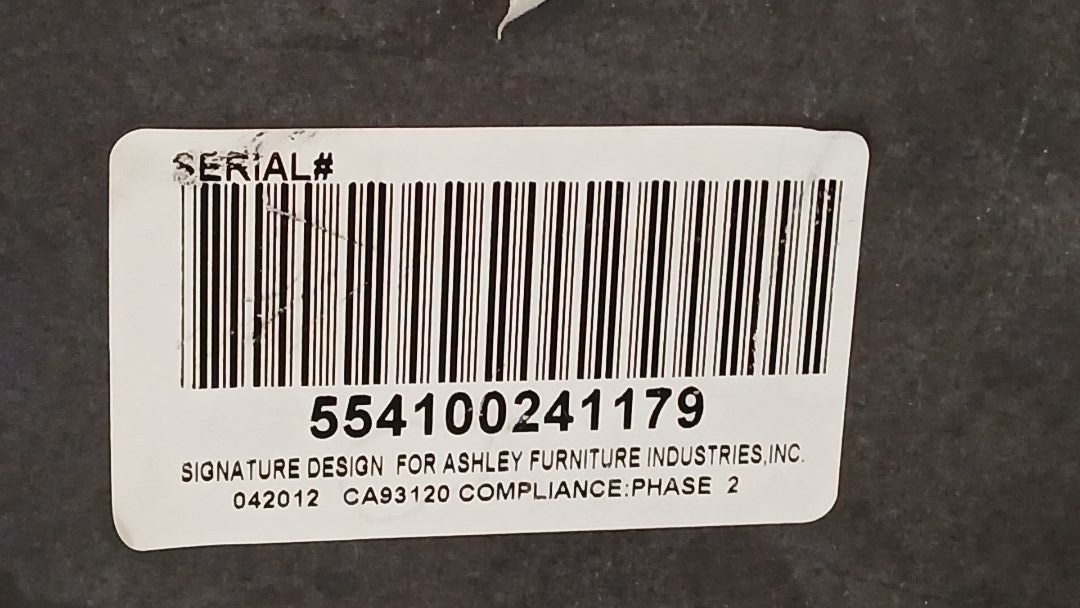 SERIAL#
554100241179
SIGNATURE DESIGN FOR ASHLEY FURNITURE INDUSTRIES,INC.
042012 CA93120 COMPLIANCE:PHASE 2